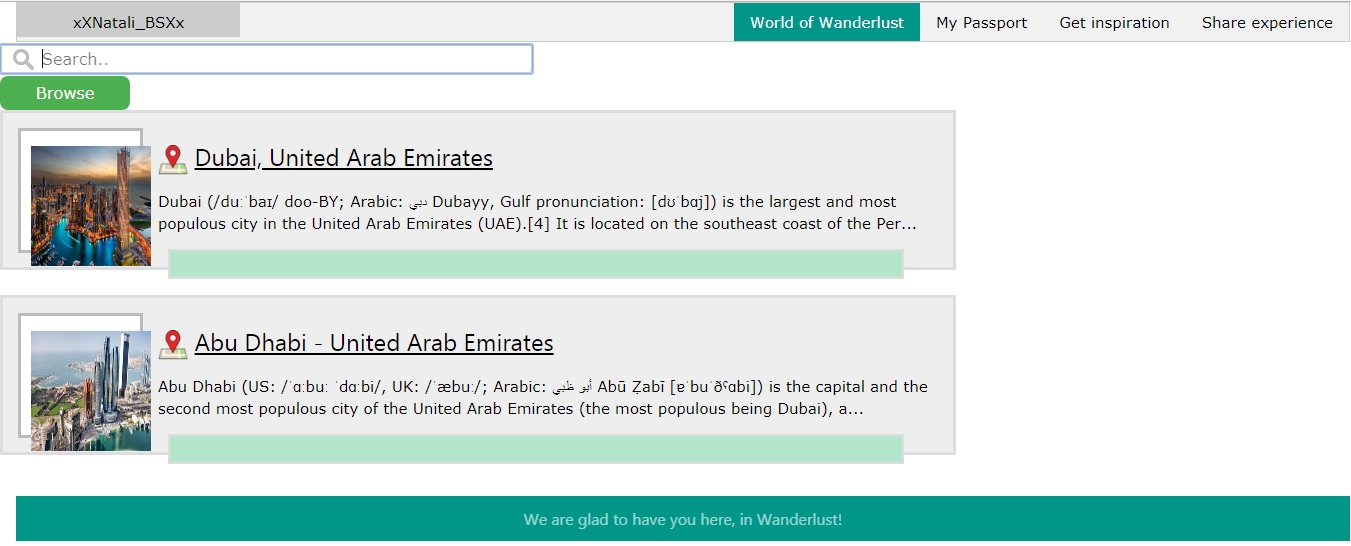 xXNatali_BSXx
World of Wanderlust
My Passport
Get inspiration
Share experience
Search..
Browse
Dubai, United Arab Emirates
Dubai (/duːˈbaɪ/ doo-BY; Arabic: دبي Dubayy, Gulf pronunciation: [dʊˈbɑj]) is the largest and most
populous city in the United Arab Emirates (UAE).[4] It is located on the southeast coast of the Per...
Abu Dhabi - United Arab Emirates
Abu Dhabi (US: /ˈɑːbuː ˈdɑːbi/, UK: /ˈæbuː/; Arabic: أبو ظبي Abū Ẓabī [ɐˈbuˈðˤɑbi]) is the capital and the
second most populous city of the United Arab Emirates (the most populous being Dubai), a...
We are glad to have you here, in Wanderlust!